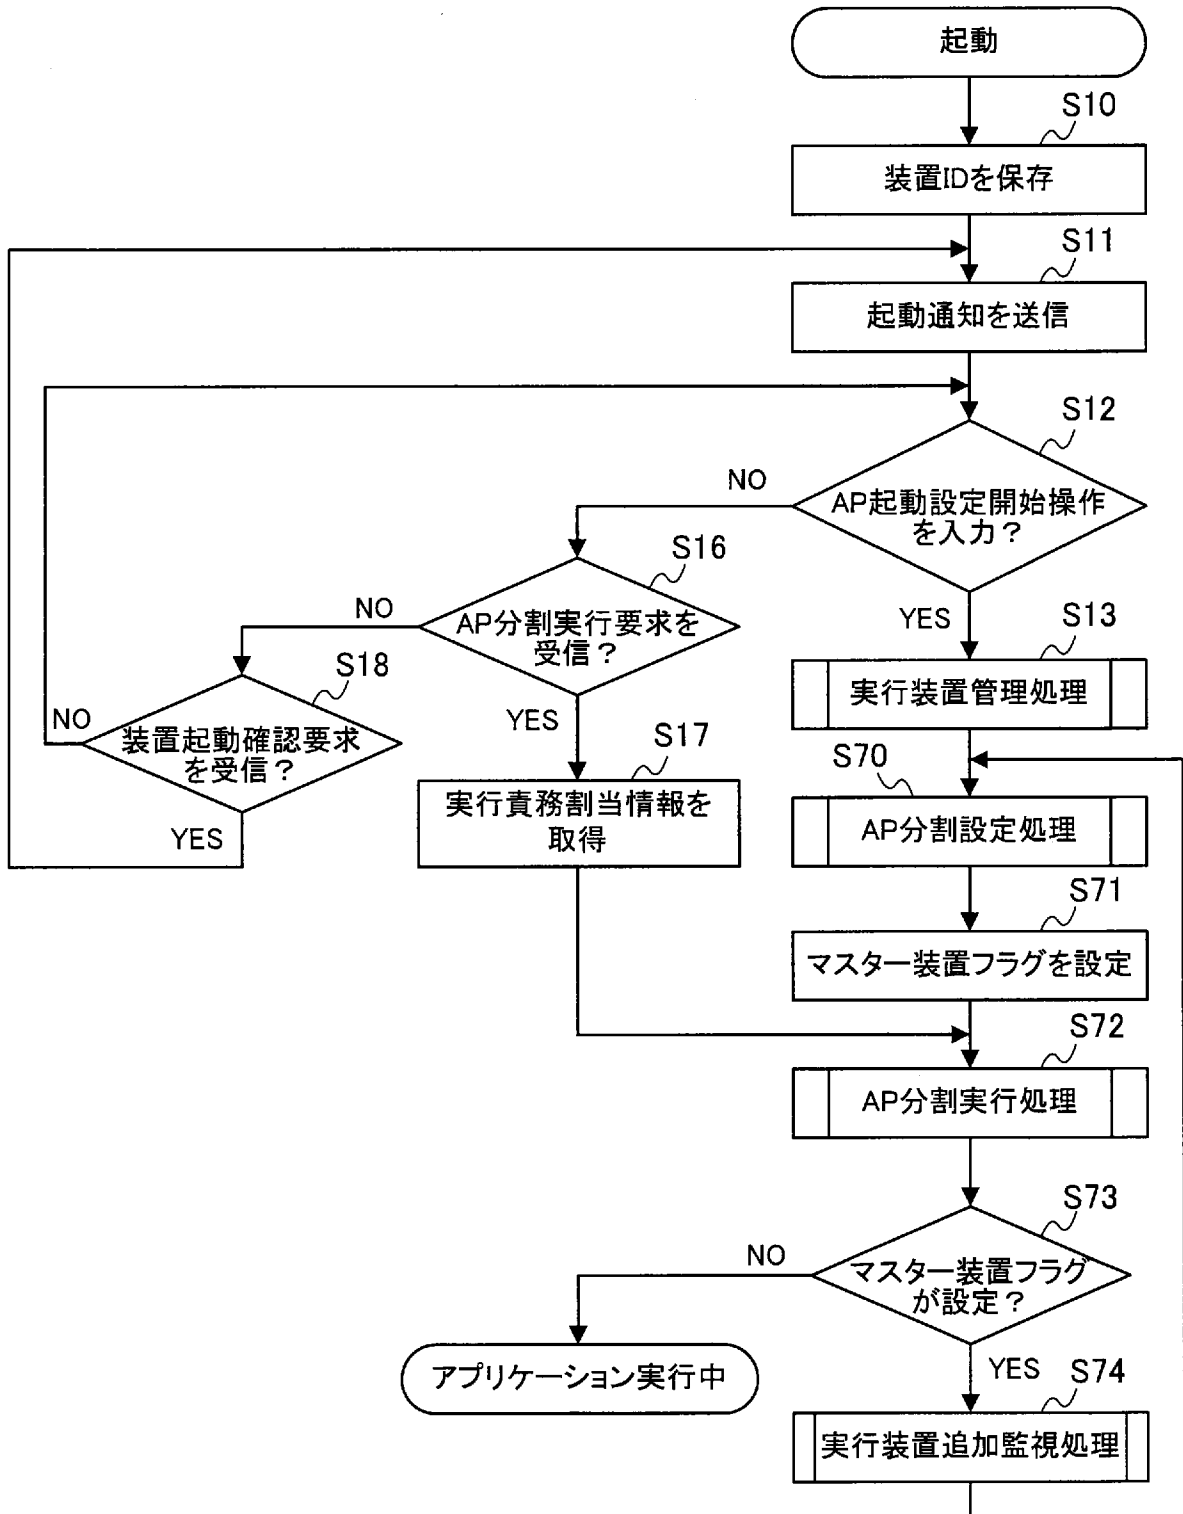 起動
S10
装置IDを保存
S11
起動通知を送信
S12
AP起動設定開始操作
を入力？
NO
YES
S16
AP分割実行要求を
受信？
NO
YES
S18
装置起動確認要求
を受信？
NO
YES
S17
実行責務割当情報を
取得
S13
実行装置管理処理
S70
AP分割設定処理
S71
マスター装置フラグを設定
S72
AP分割実行処理
S73
マスター装置フラグ
が設定？
NO
YES
アプリケーション実行中
S74
実行装置追加監視処理